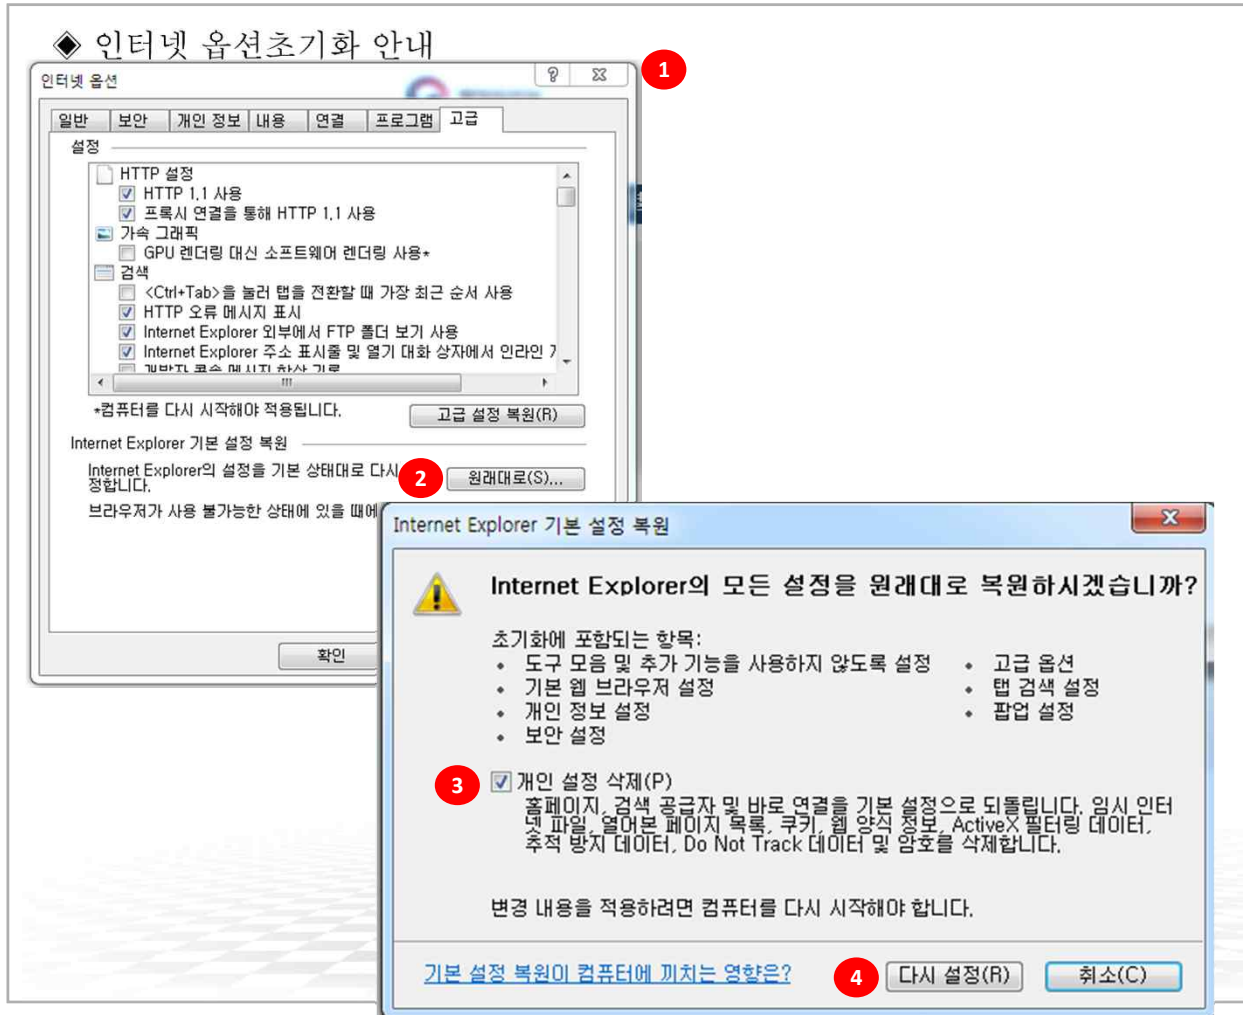 ◈ 인터넷 옵션초기화 안내
인터넷 옵션
1
일반 보안 개인 정보 내용 연결 프로그램 고급
설정
HTTP 설정
HTTP 1.1 사용
프록시 연결을 통해 HTTP 1.1 사용
가속 그래픽
GPU 렌더링 대신 소프트웨어 렌더링 사용*
검색
<Ctrl+Tab>을 눌러 탭을 전환할 때 가장 최근 순서 사용
HTTP 오류 메시지 표시
Internet Explorer 외부에서 FTP 폴더 보기 사용
Internet Explorer 주소 표시줄 및 열기 대화 상자에서 인라인
개발자 콘솔 메시지 항상 기록
*컴퓨터를 다시 시작해야 적용됩니다.
고급 설정 복원(R)
Internet Explorer 기본 설정 복원
Internet Explorer의 설정을 기본 상태대로 다시
정합니다.
2
원래대로(S)...
브라우저가 사용 불가능한 상태에 있을 때에
확인
Internet Explorer 기본 설정 복원
Internet Explorer의 모든 설정을 원래대로 복원하시겠습니까?
초기화에 포함되는 항목:
• 도구 모음 및 추가 기능을 사용하지 않도록 설정 • 고급 옵션
• 기본 웹 브라우저 설정 • 탭 검색 설정
• 개인 정보 설정 • 팝업 설정
• 보안 설정
3 개인 설정 삭제(P)
홈페이지, 검색 공급자 및 바로 연결을 기본 설정으로 되돌립니다. 임시 인터
넷 파일, 열어본 페이지 목록, 쿠키, 웹 양식 정보, ActiveX 필터링 데이터,
추적 방지 데이터, Do Not Track 데이터 및 암호를 삭제합니다.
변경 내용을 적용하려면 컴퓨터를 다시 시작해야 합니다.
기본 설정 복원이 컴퓨터에 끼치는 영향은?
4 다시 설정(R) 취소(C)